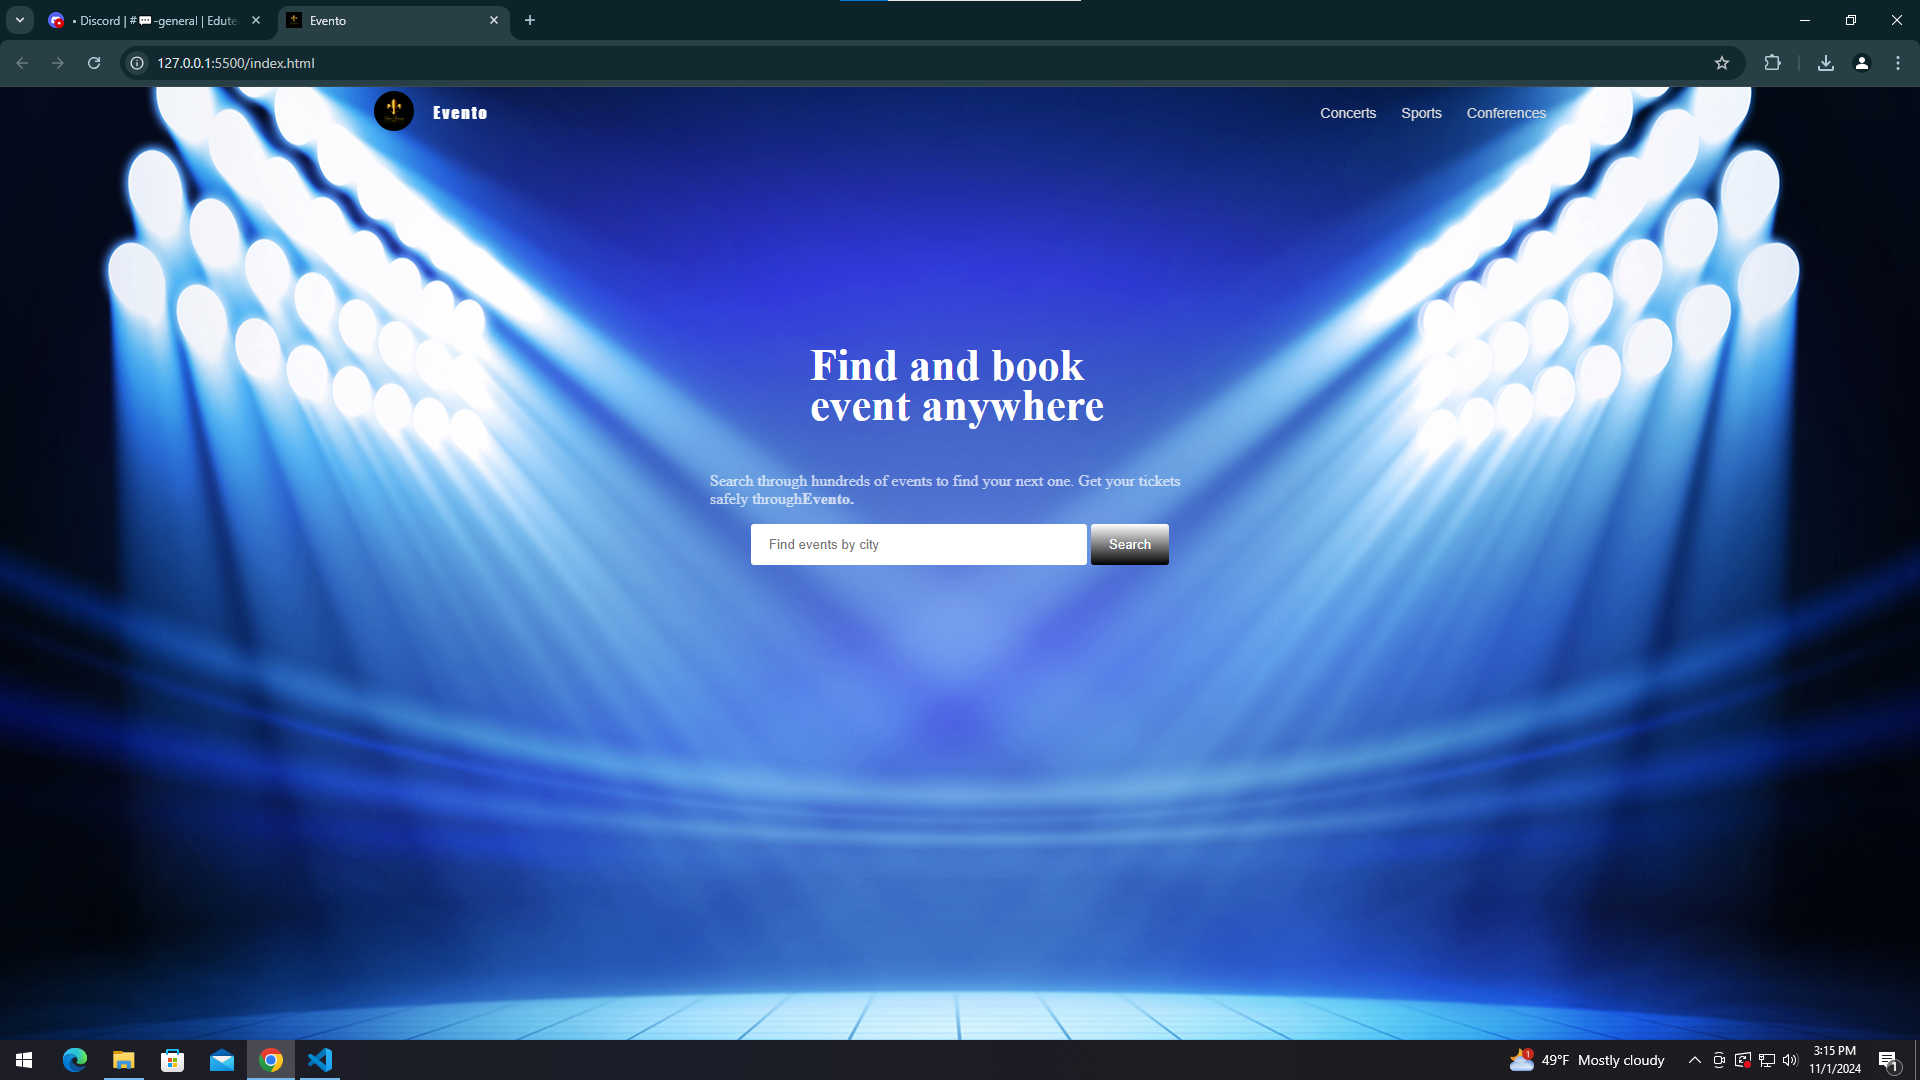 • Discord | #💬-general | Edute
Evento
127.0.0.1:5500/index.html
Evento
Concerts
Sports
Conferences
Find and book
event anywhere
Search through hundreds of events to find your next one. Get your tickets
safely throughEvento.
Find events by city
Search
1
49°F Mostly cloudy
3:15 PM
11/1/2024
1